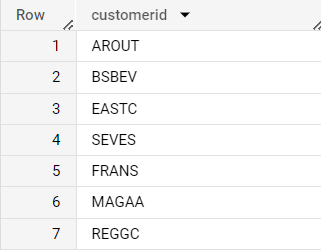 Row customerid
1 AROUT
2 BSBEV
3 EASTC
4 SEVES
5 FRANS
6 MAGAA
7 REGGC